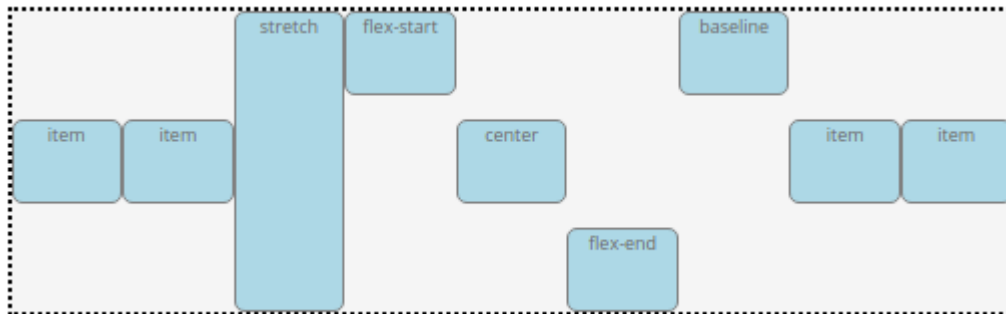 stretch
flex-start
baseline
item
item
center
item
item
flex-end